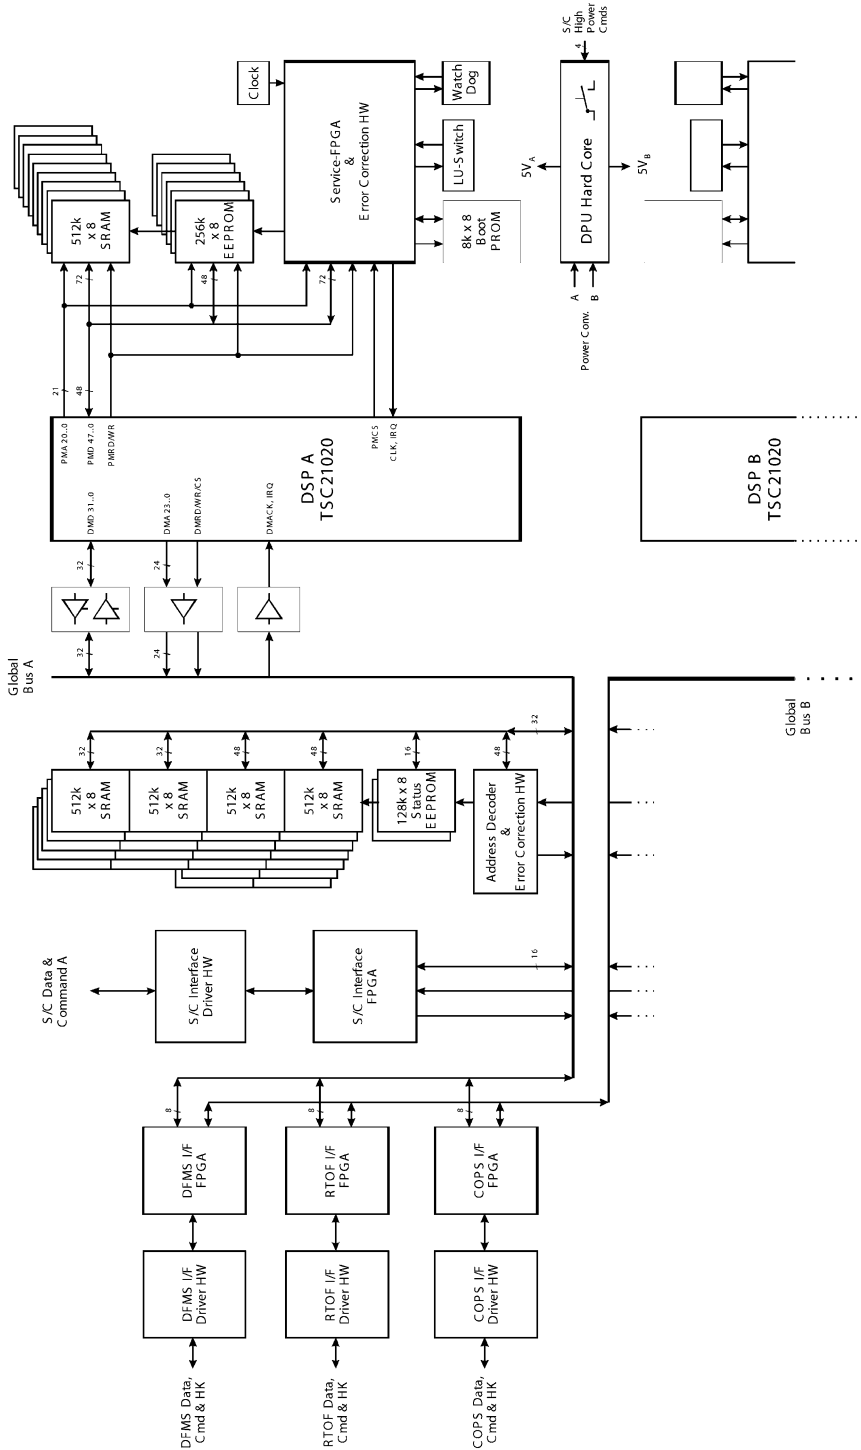 S/C
High
Power
Cmds
4
Clock
Service-FPGA
&
Error Correction HW
Watch
Dog
LU-Switch
8k x 8
Boot
PROM
512k
x 8
SRAM
256k
x 8
EEPROM
72
48
72
5V A
DPU Hard Core
5V B
A
B
Power Conv.
21
48
PMA 20..0
PMD 47..0
PMRD/WR
PMCS
CLK, IRQ
DSP A
TSC21020
DMD 31..0
DMA 23..0
DMRD/WR/CS
DMACK, IRQ
DSP B
TSC21020
32
24
32
24
Global
Bus A
Global
Bus B
32
32
32
48
48
16
48
512k
x 8
SRAM
512k
x 8
SRAM
512k
x 8
SRAM
512k
x 8
SRAM
128k x 8
Status
EEPROM
Address Decoder
&
Error Correction HW
S/C Data &
Command A
S/C Interface
Driver HW
S/C Interface
FPGA
16
8
8
8
DFMS I/F
FPGA
RTOF I/F
FPGA
COPS I/F
FPGA
DFMS I/F
Driver HW
RTOF I/F
Driver HW
COPS I/F
Driver HW
DFMS Data,
Cmd & HK
RTOF Data,
Cmd & HK
COPS Data,
Cmd & HK